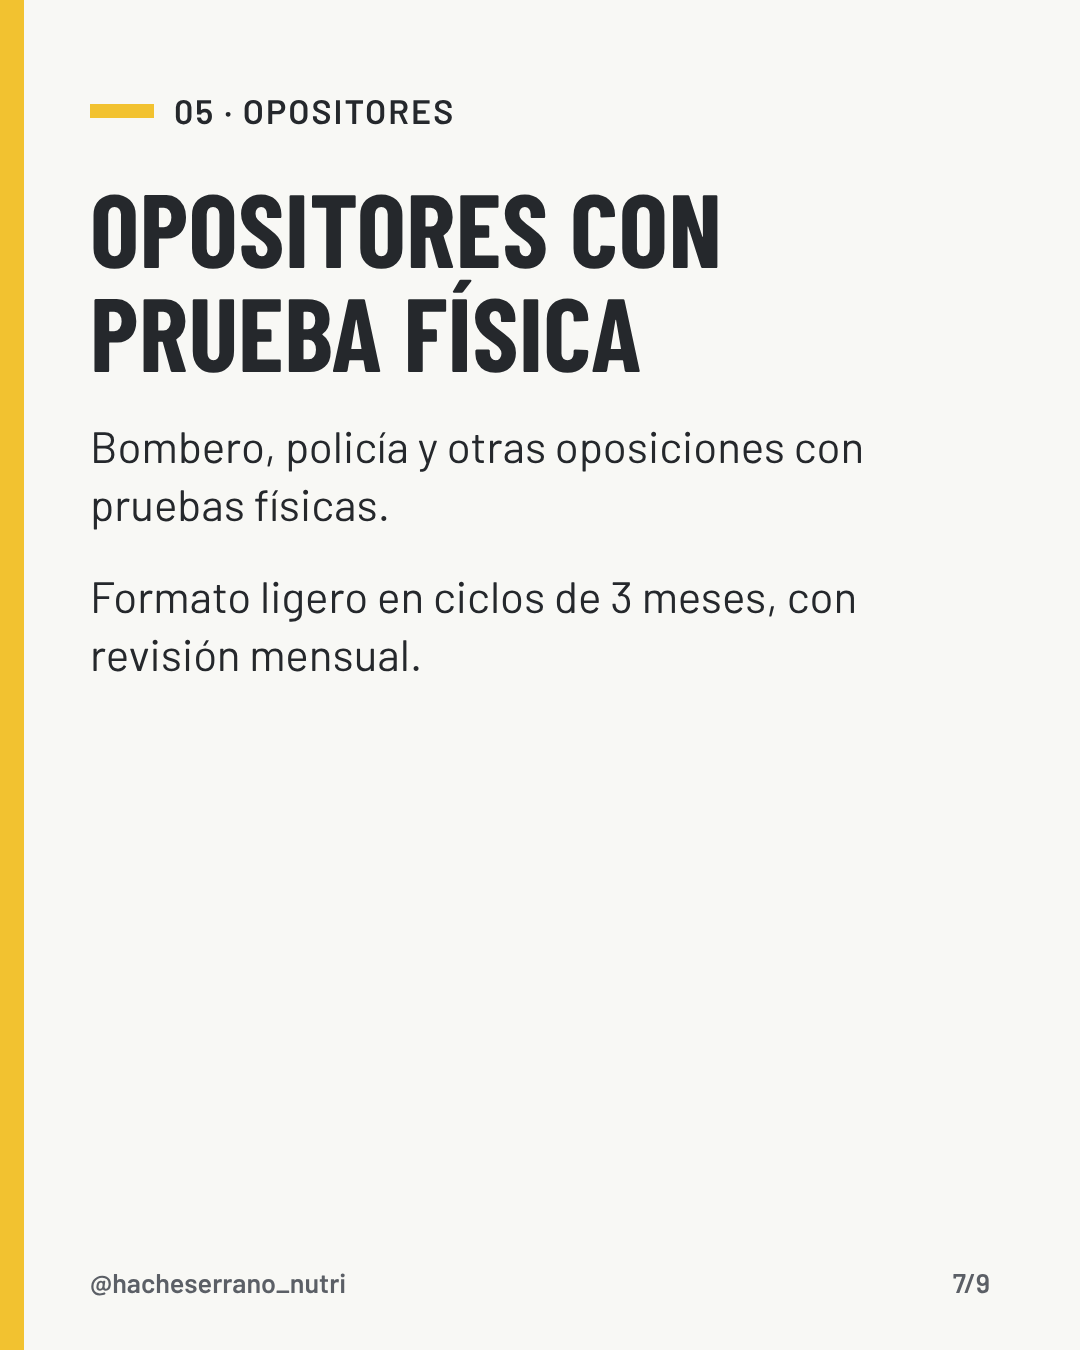 05 · OPOSITORES
OPOSITORES CON
PRUEBA FÍSICA
Bombero, policía y otras oposiciones con
pruebas físicas.
Formato ligero en ciclos de 3 meses, con
revisión mensual.
@hacheserrano_nutri
7/9